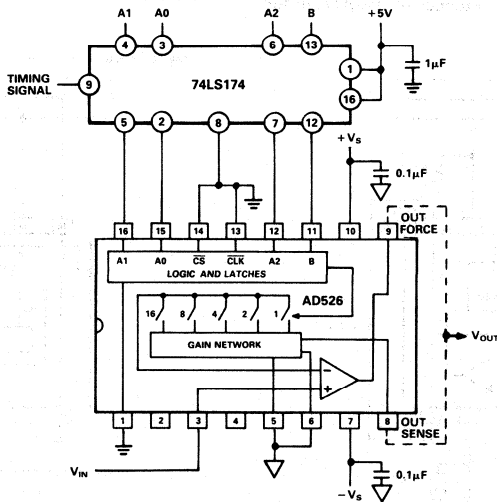 A1 A0 A2 B +5V
4 3 6 13
1 1µF
TIMING
SIGNAL
9 74LS174
16
5 2 8 7 12
+VS
0.1µF
16 15 14 13 12 11 10 9 OUT
FORCE
A1 A0 CS CLK A2 B
LOGIC AND LATCHES
AD526
16 8 4 2 1
VOUT
GAIN NETWORK
−
+
1 2 3 4 5 6 7 8 OUT
SENSE
VIN
0.1µF
−VS